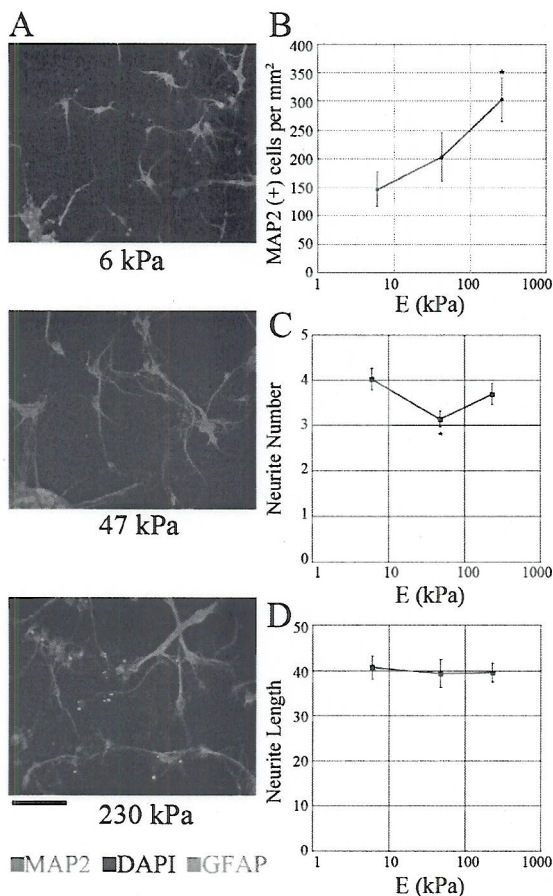 A
6 kPa
47 kPa
230 kPa
MAP2 DAPI GFAP
B
MAP2 (+) cells per mm²
400
350
300
250
200
150
100
50
0
1 10 100 1000
E (kPa)
*
C
Neurite Number
5
4
3
2
1
0
1 10 100 1000
E (kPa)
*
D
Neurite Length
50
40
30
20
10
0
1 10 100 1000
E (kPa)